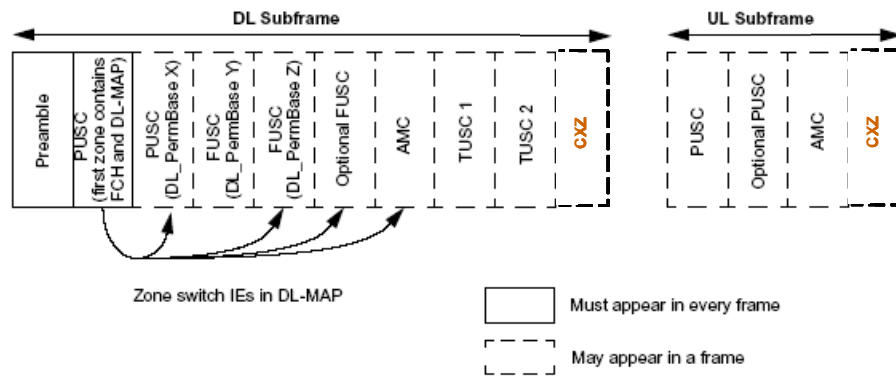 DL Subframe
UL Subframe
Preamble
PUSC
(first zone contains
FCH and DL-MAP)
PUSC
(DL_PermBase X)
FUSC
(DL_PermBase Y)
FUSC
(DL_PermBase Z)
Optional FUSC
AMC
TUSC 1
TUSC 2
CXZ
PUSC
Optional PUSC
AMC
CXZ
Zone switch IEs in DL-MAP
Must appear in every frame
May appear in a frame